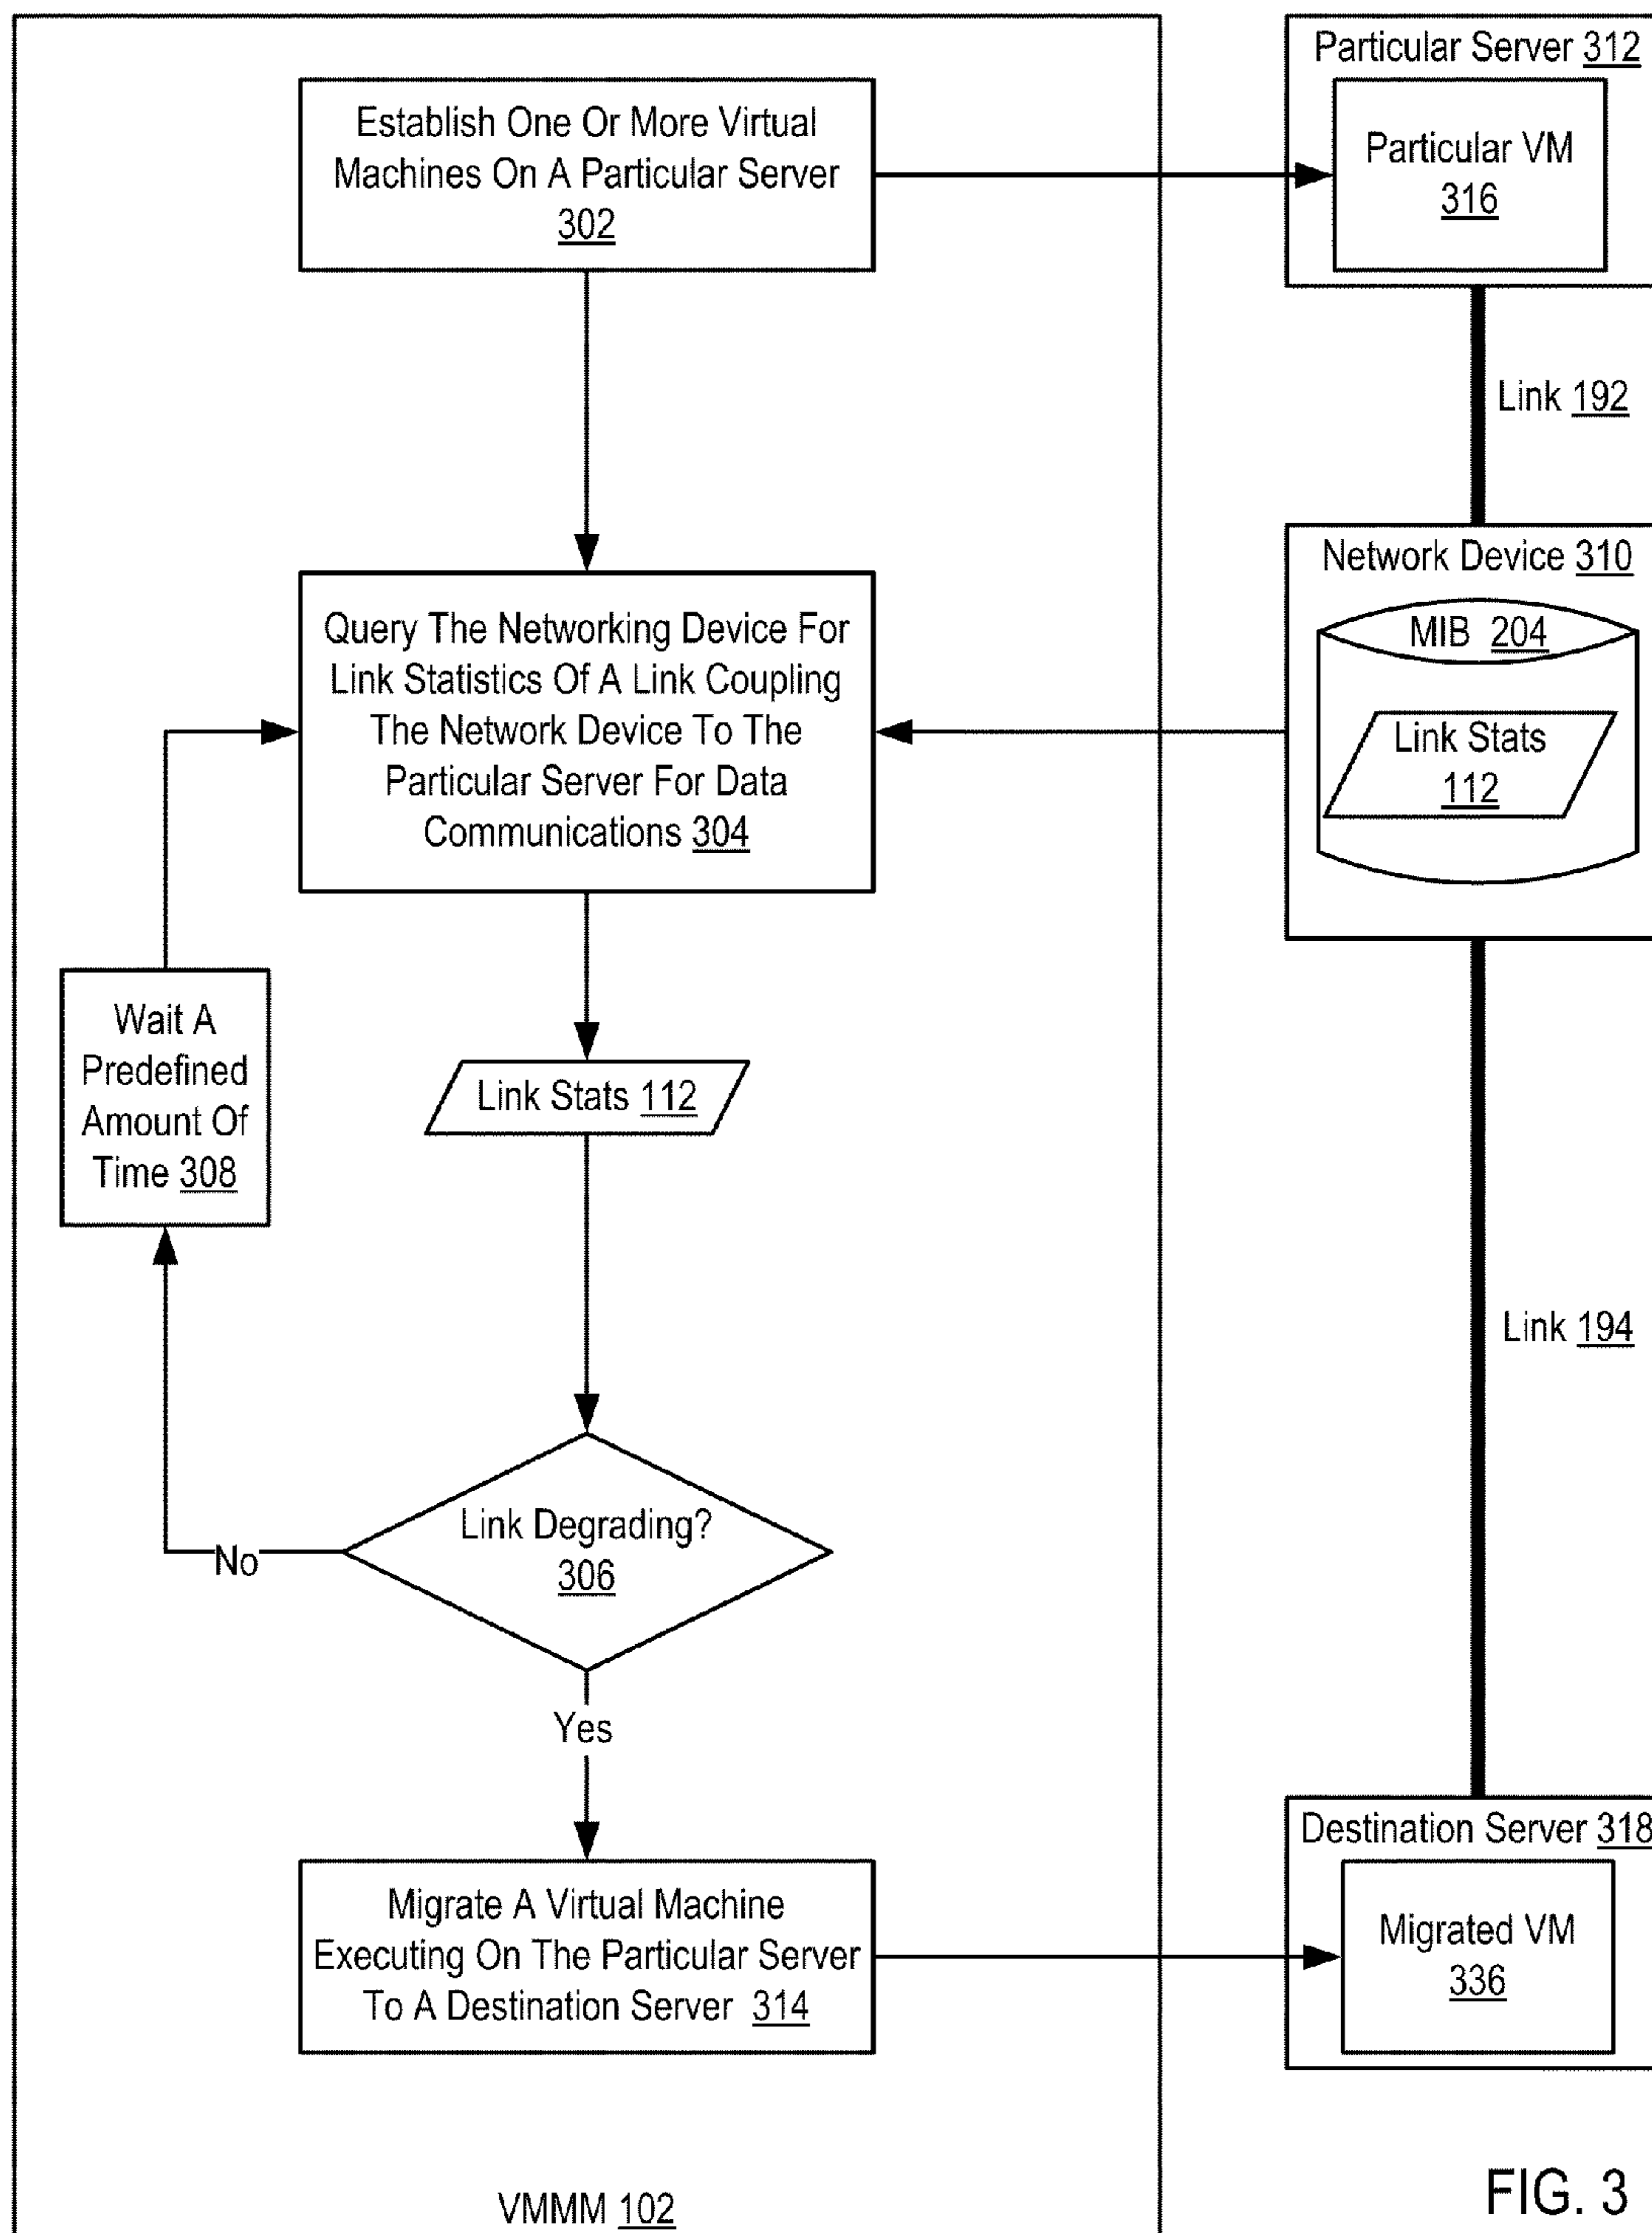 Particular Server 312
Establish One Or More Virtual
Machines On A Particular Server
302
Particular VM
316
Link 192
Network Device 310
MIB 204
Link Stats
112
Query The Networking Device For
Link Statistics Of A Link Coupling
The Network Device To The
Particular Server For Data
Communications 304
Wait A
Predefined
Amount Of
Time 308
Link Stats 112
Link 194
Link Degrading?
306
No
Yes
Destination Server 318
Migrate A Virtual Machine
Executing On The Particular Server
To A Destination Server 314
Migrated VM
336
VMMM 102
FIG. 3